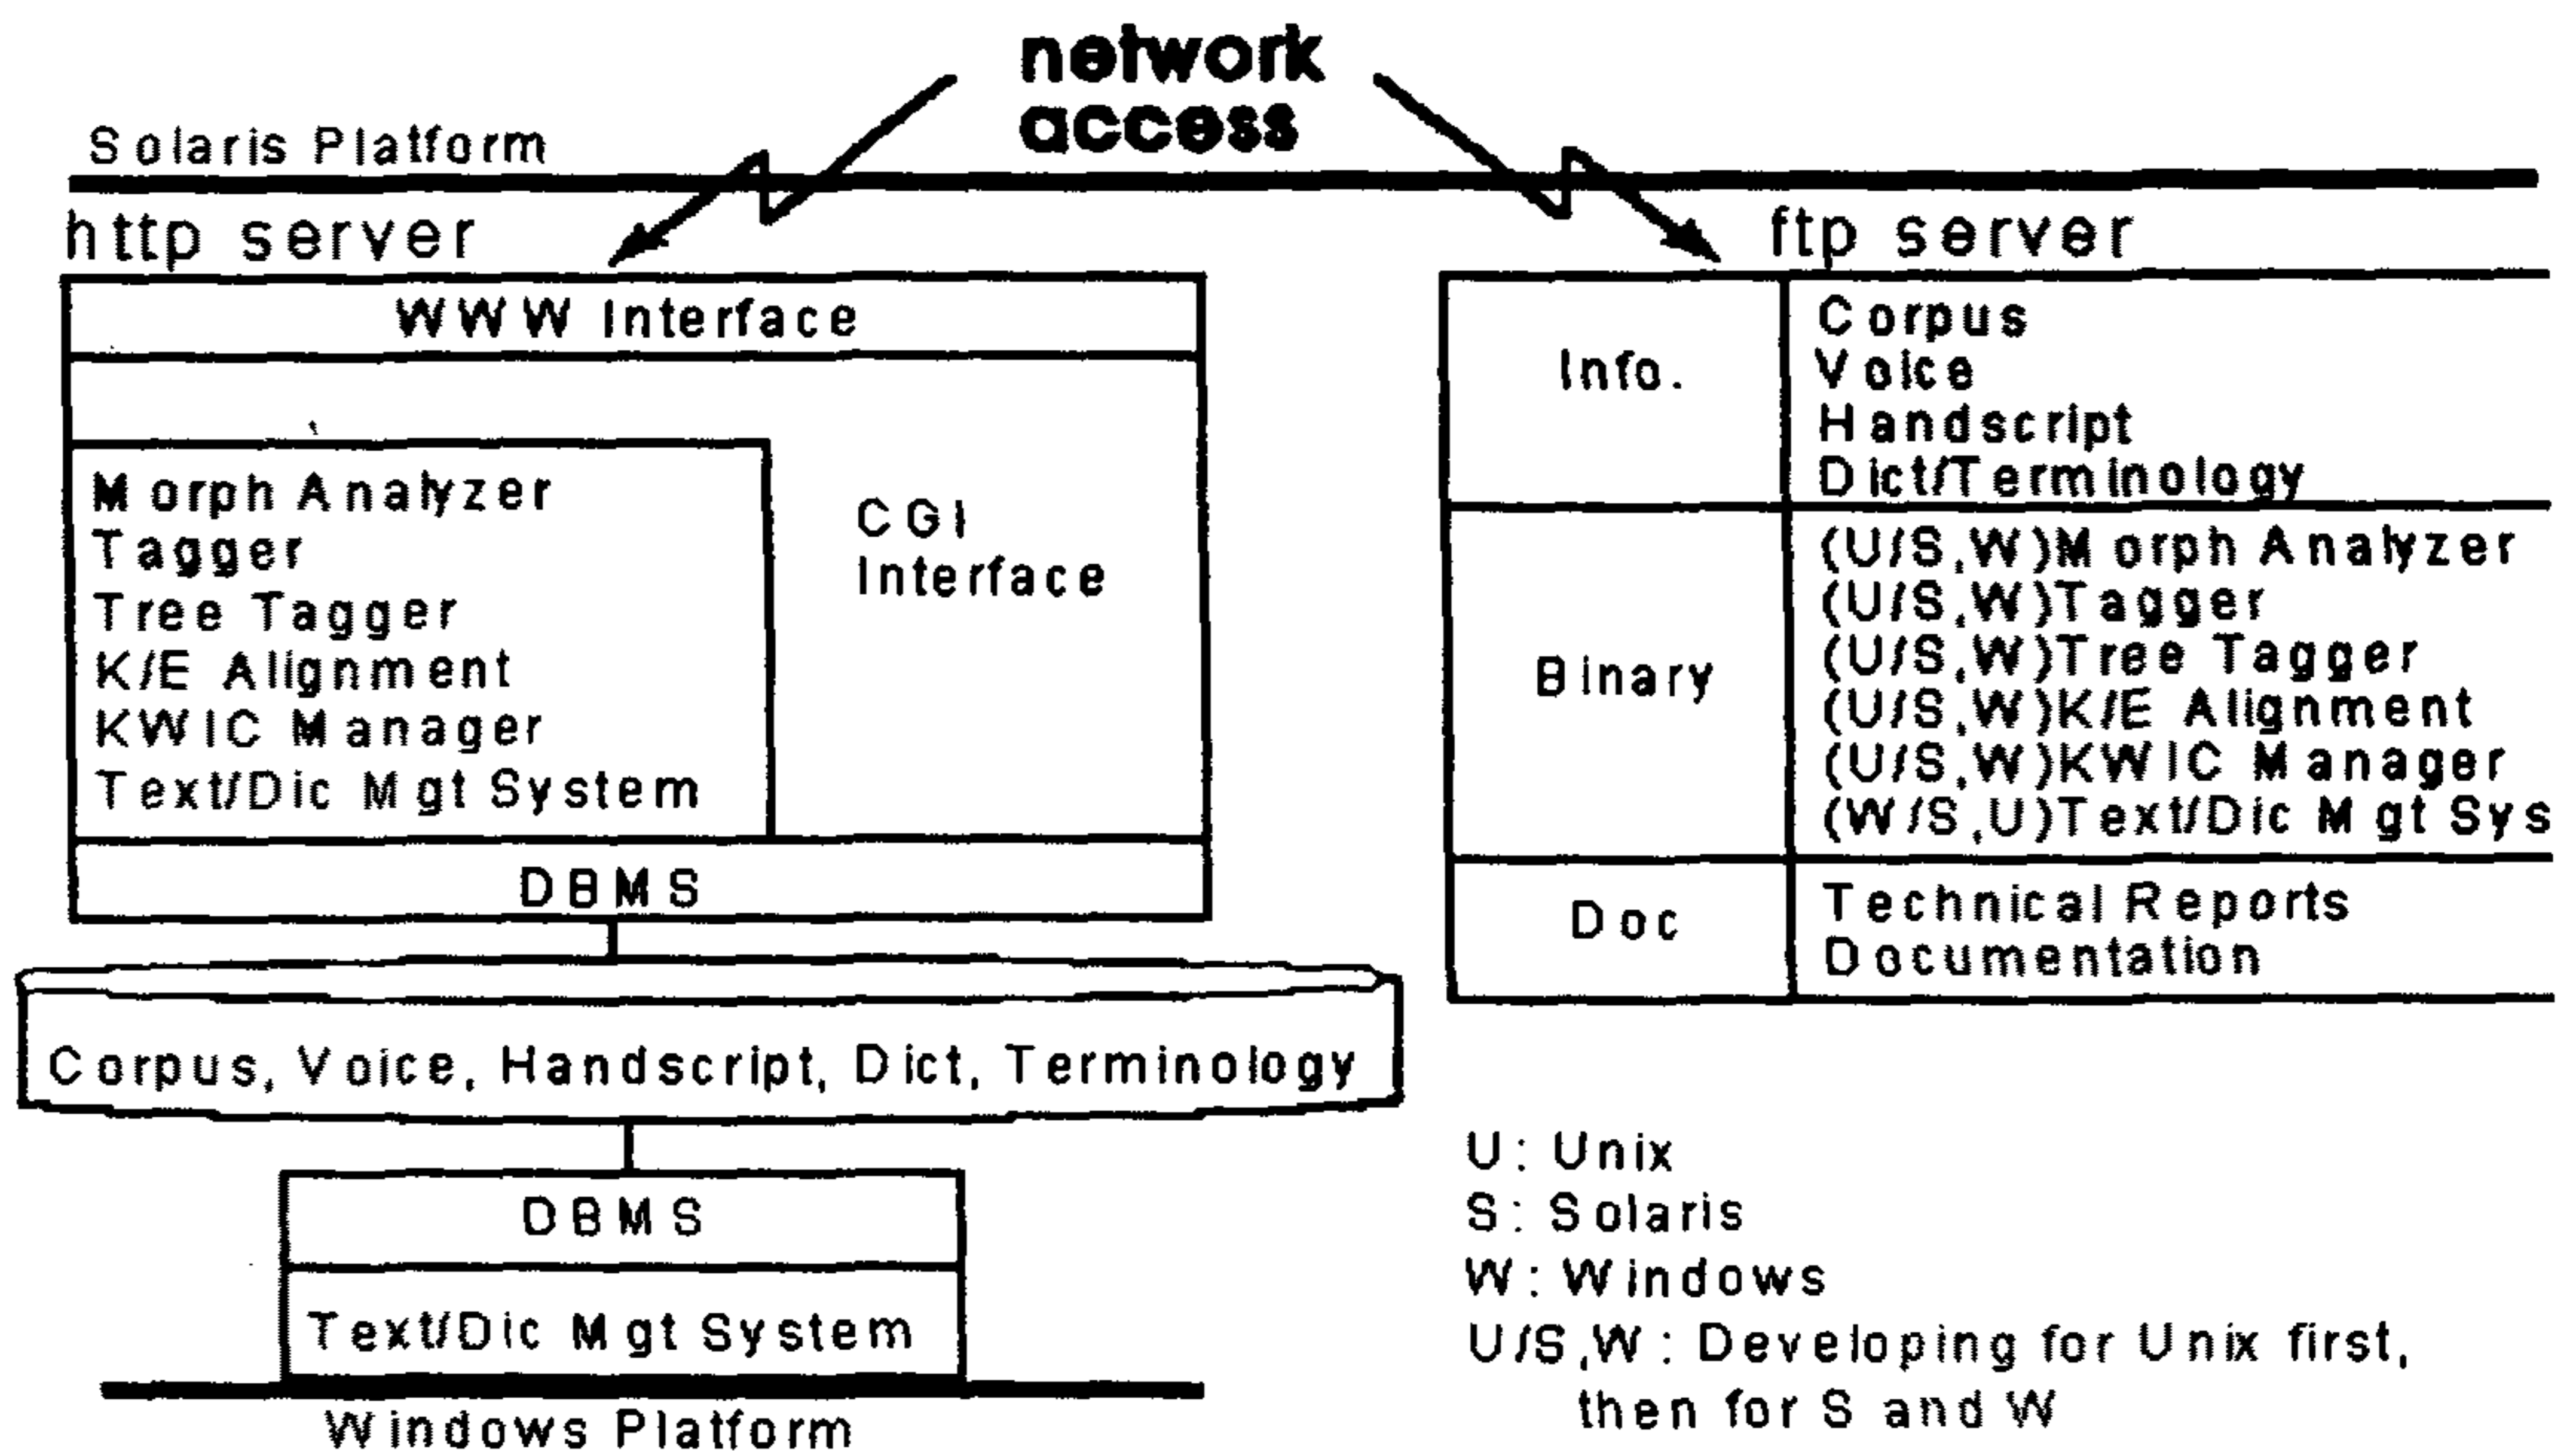 network
access
Solaris Platform
http server
WWW Interface
Morph Analyzer
Tagger
Tree Tagger
K/E Alignment
KWIC Manager
Text/Dic Mgt System
CGI
Interface
DBMS
Corpus, Voice, Handscript, Dict, Terminology
DBMS
Text/Dic Mgt System
Windows Platform
ftp server
Info.
Corpus
Voice
Handscript
Dict/Terminology
Binary
(U/S,W)Morph Analyzer
(U/S,W)Tagger
(U/S,W)Tree Tagger
(U/S,W)K/E Alignment
(U/S,W)KWIC Manager
(W/S,U)Text/Dic Mgt Sys
Doc
Technical Reports
Documentation
U: Unix
S: Solaris
W: Windows
U/S,W: Developing for Unix first,
then for S and W